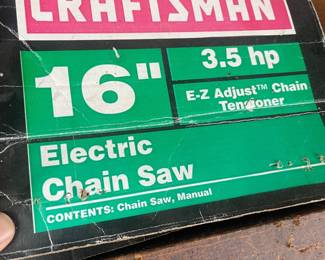 CRAFTSMAN
16"
3.5 hp
E-Z Adjust™ Chain
Tensioner
Electric
Chain Saw
CONTENTS: Chain Saw, Manual